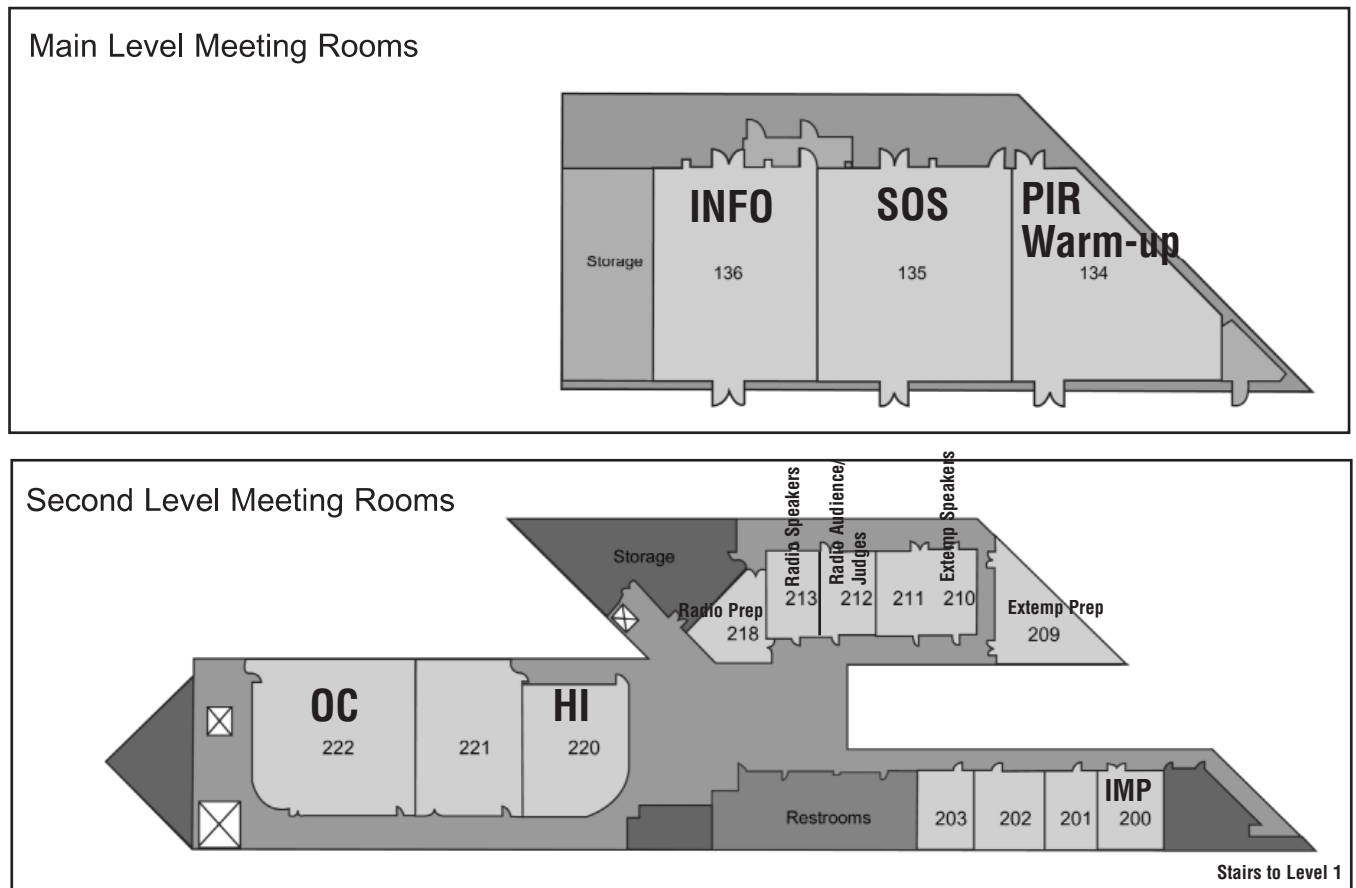 Main Level Meeting Rooms
INFO
SOS
PIR
Warm-up
Storage
136
135
134
Second Level Meeting Rooms
Storage
Radio Speakers
Radio Audience/
Judges
Extemp Speakers
Radio Prep
218
213
212
211
210
Extemp Prep
209
OC
222
221
HI
220
Restrooms
203
202
201
IMP
200
Stairs to Level 1